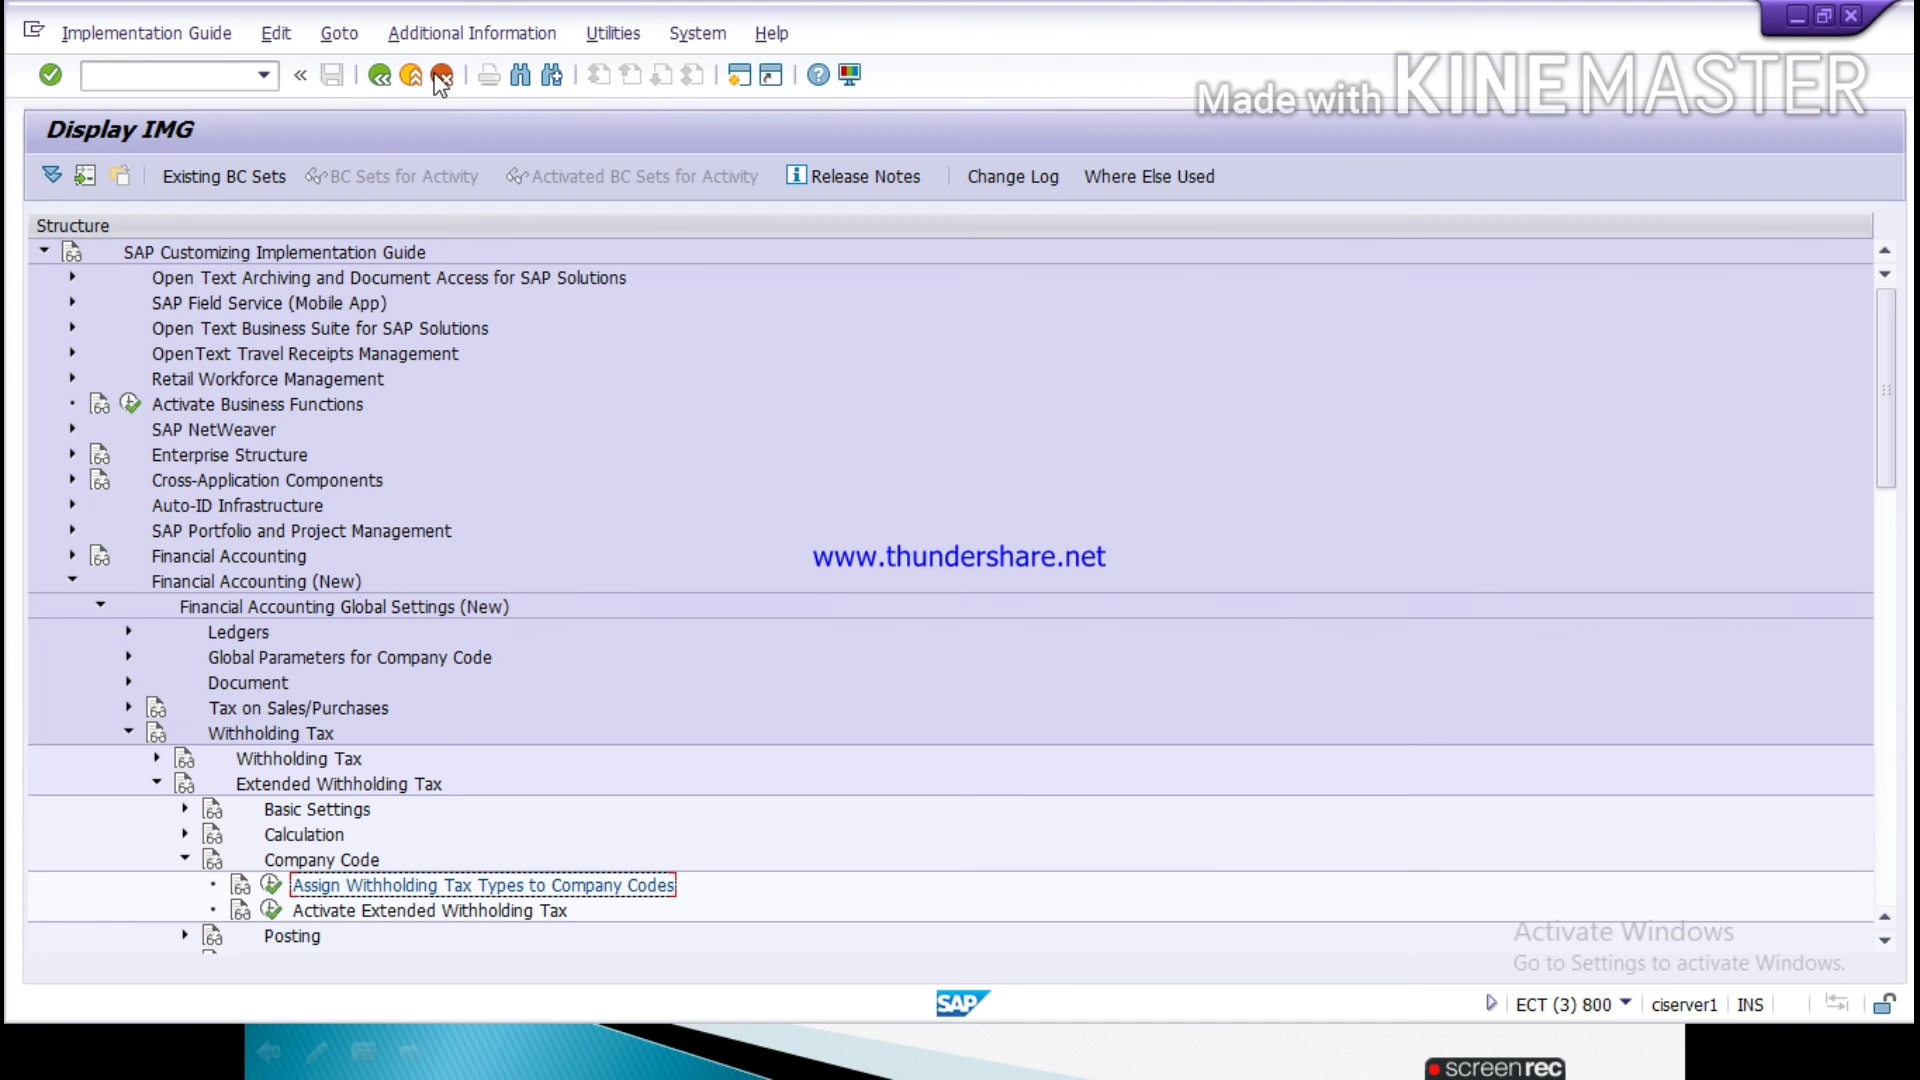 Implementation Guide Edit Goto Additional Information Utilities System Help
Made with KINEMASTER
Display IMG
Existing BC Sets BC Sets for Activity Activated BC Sets for Activity Release Notes Change Log Where Else Used
Structure
SAP Customizing Implementation Guide
Open Text Archiving and Document Access for SAP Solutions
SAP Field Service (Mobile App)
Open Text Business Suite for SAP Solutions
OpenText Travel Receipts Management
Retail Workforce Management
Activate Business Functions
SAP NetWeaver
Enterprise Structure
Cross-Application Components
Auto-ID Infrastructure
SAP Portfolio and Project Management
Financial Accounting
www.thundershare.net
Financial Accounting (New)
Financial Accounting Global Settings (New)
Ledgers
Global Parameters for Company Code
Document
Tax on Sales/Purchases
Withholding Tax
Withholding Tax
Extended Withholding Tax
Basic Settings
Calculation
Company Code
Assign Withholding Tax Types to Company Codes
Activate Extended Withholding Tax
Posting
Activate Windows
Go to Settings to activate Windows.
SAP
ECT (3) 800 ciserver1 INS
screenrec